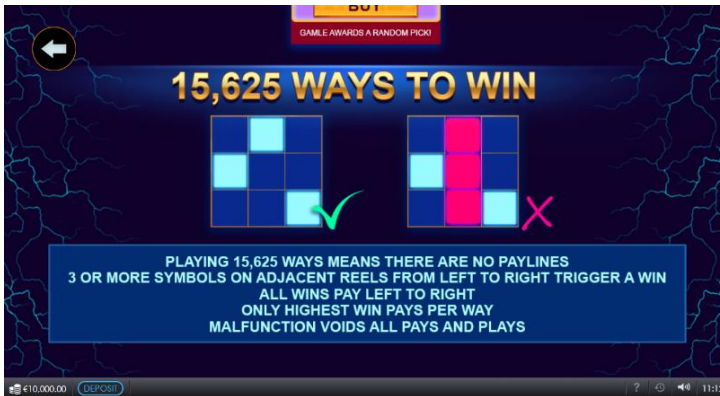 BUY
GAMLE AWARDS A RANDOM PICK!
15,625 WAYS TO WIN
PLAYING 15,625 WAYS MEANS THERE ARE NO PAYLINES
3 OR MORE SYMBOLS ON ADJACENT REELS FROM LEFT TO RIGHT TRIGGER A WIN
ALL WINS PAY LEFT TO RIGHT
ONLY HIGHEST WIN PAYS PER WAY
MALFUNCTION VOIDS ALL PAYS AND PLAYS
€10,000.00 DEPOSIT ?